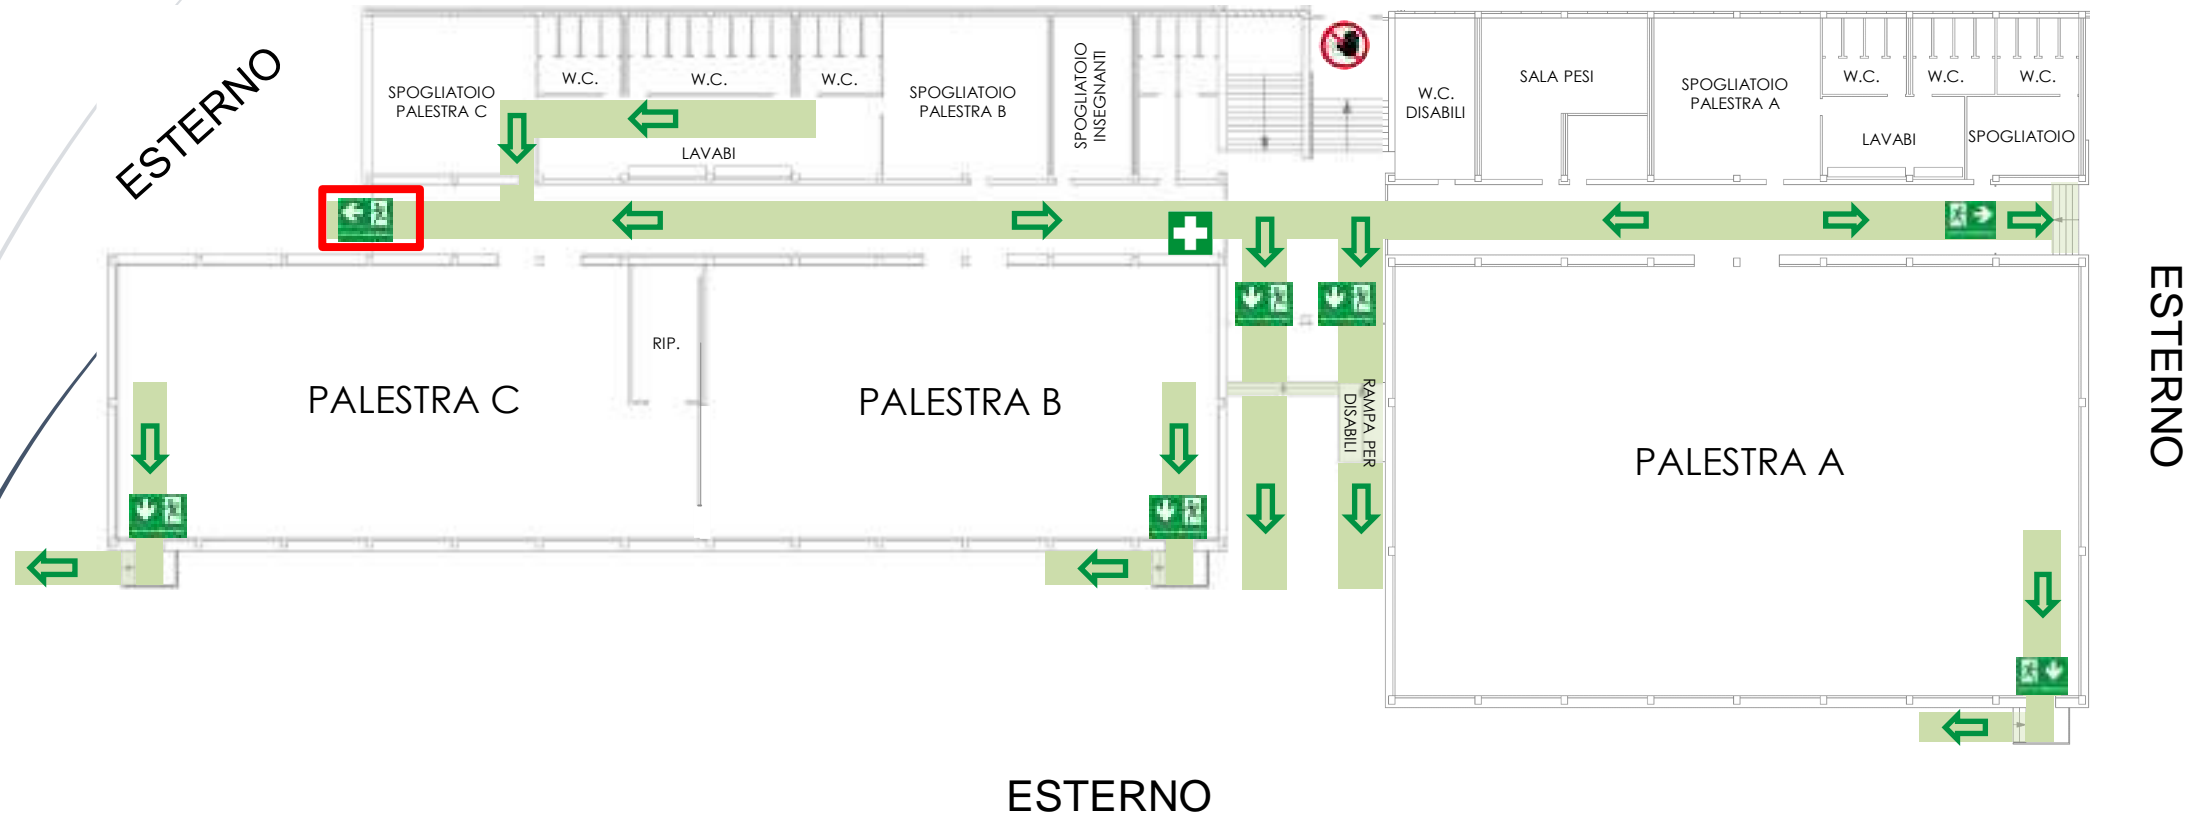 ESTERNO
SPOGLIATOIO
PALESTRA C
W.C.
W.C.
W.C.
LAVABI
SPOGLIATOIO
PALESTRA B
SPOGLIATOIO
INSEGNANTI
W.C.
DISABILI
SALA PESI
SPOGLIATOIO
PALESTRA A
W.C.
W.C.
W.C.
LAVABI
SPOGLIATOIO
RIP.
PALESTRA C
PALESTRA B
RAMPA PER
DISABILI
PALESTRA A
ESTERNO
ESTERNO